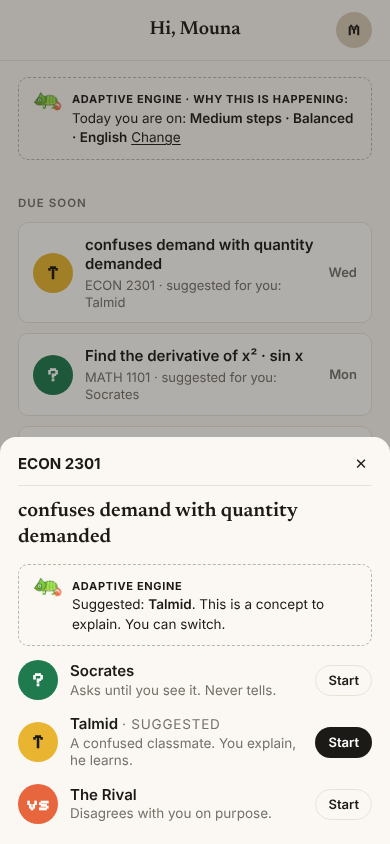 Hi, Mouna
M
ADAPTIVE ENGINE · WHY THIS IS HAPPENING:
Today you are on: Medium steps · Balanced
· English Change
DUE SOON
confuses demand with quantity
demanded
ECON 2301 · suggested for you:
Talmid
Wed
Find the derivative of x² · sin x
MATH 1101 · suggested for you:
Socrates
Mon
ECON 2301
×
confuses demand with quantity
demanded
ADAPTIVE ENGINE
Suggested: Talmid. This is a concept to
explain. You can switch.
?
Socrates
Asks until you see it. Never tells.
Start
T
Talmid · SUGGESTED
A confused classmate. You explain,
he learns.
Start
VS
The Rival
Disagrees with you on purpose.
Start